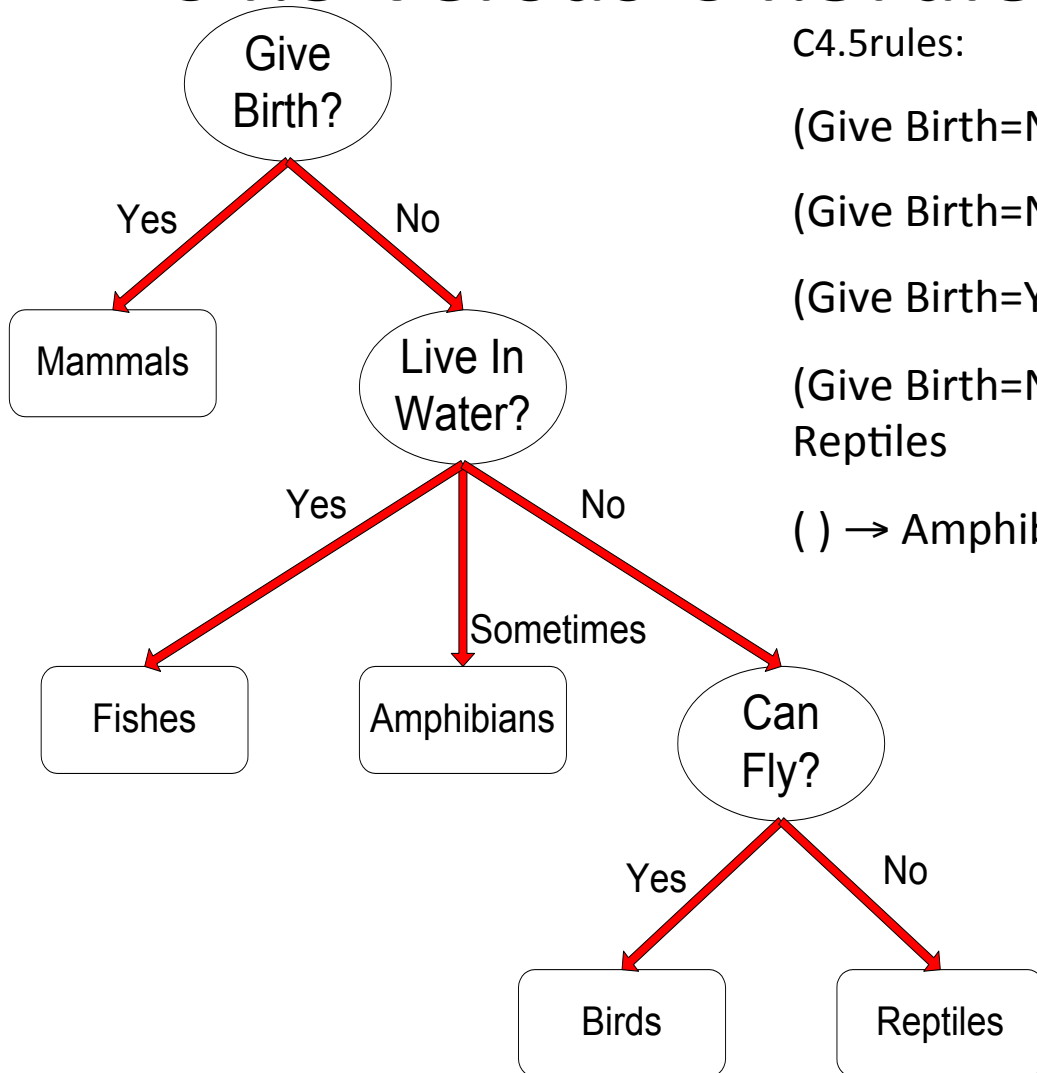 C4.5rules:
(Give Birth=N
(Give Birth=N
(Give Birth=Y
(Give Birth=N
Reptiles
( ) → Amphib
Give
Birth?
Yes
No
Mammals
Live In
Water?
Yes
No
Sometimes
Fishes
Amphibians
Can
Fly?
Yes
No
Birds
Reptiles